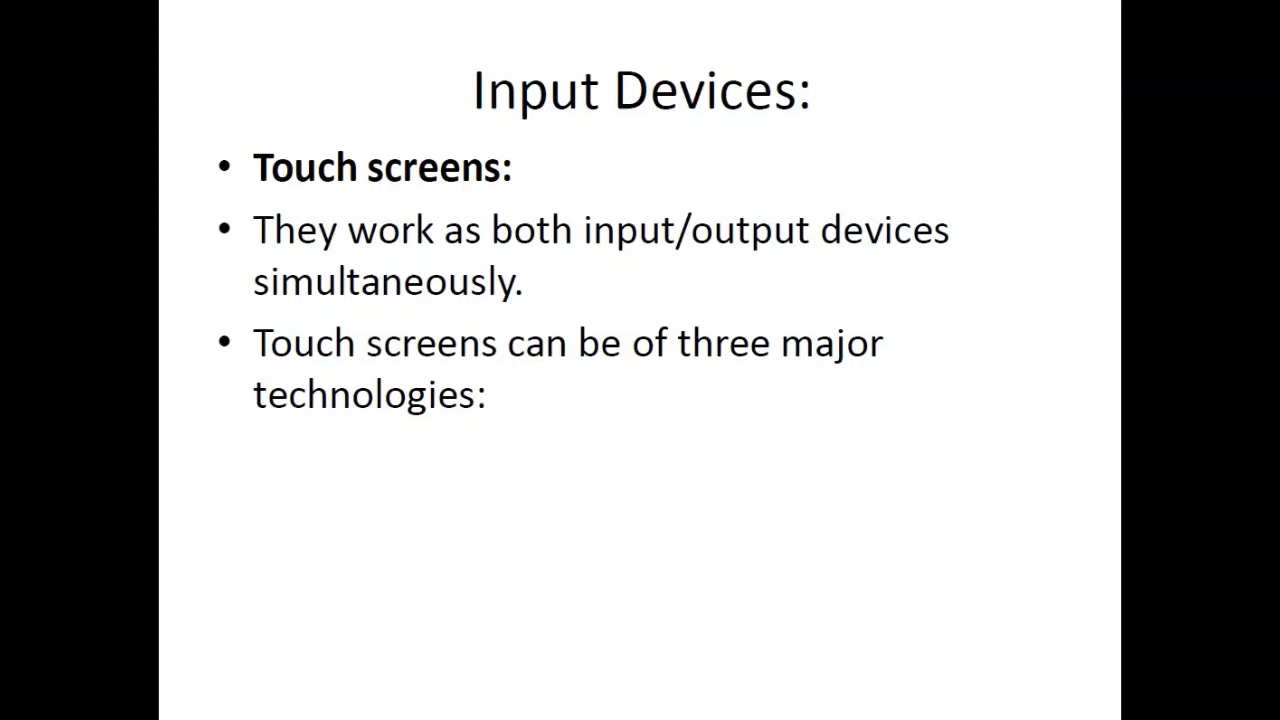 Input Devices:
• Touch screens:
• They work as both input/output devices
simultaneously.
• Touch screens can be of three major
technologies: